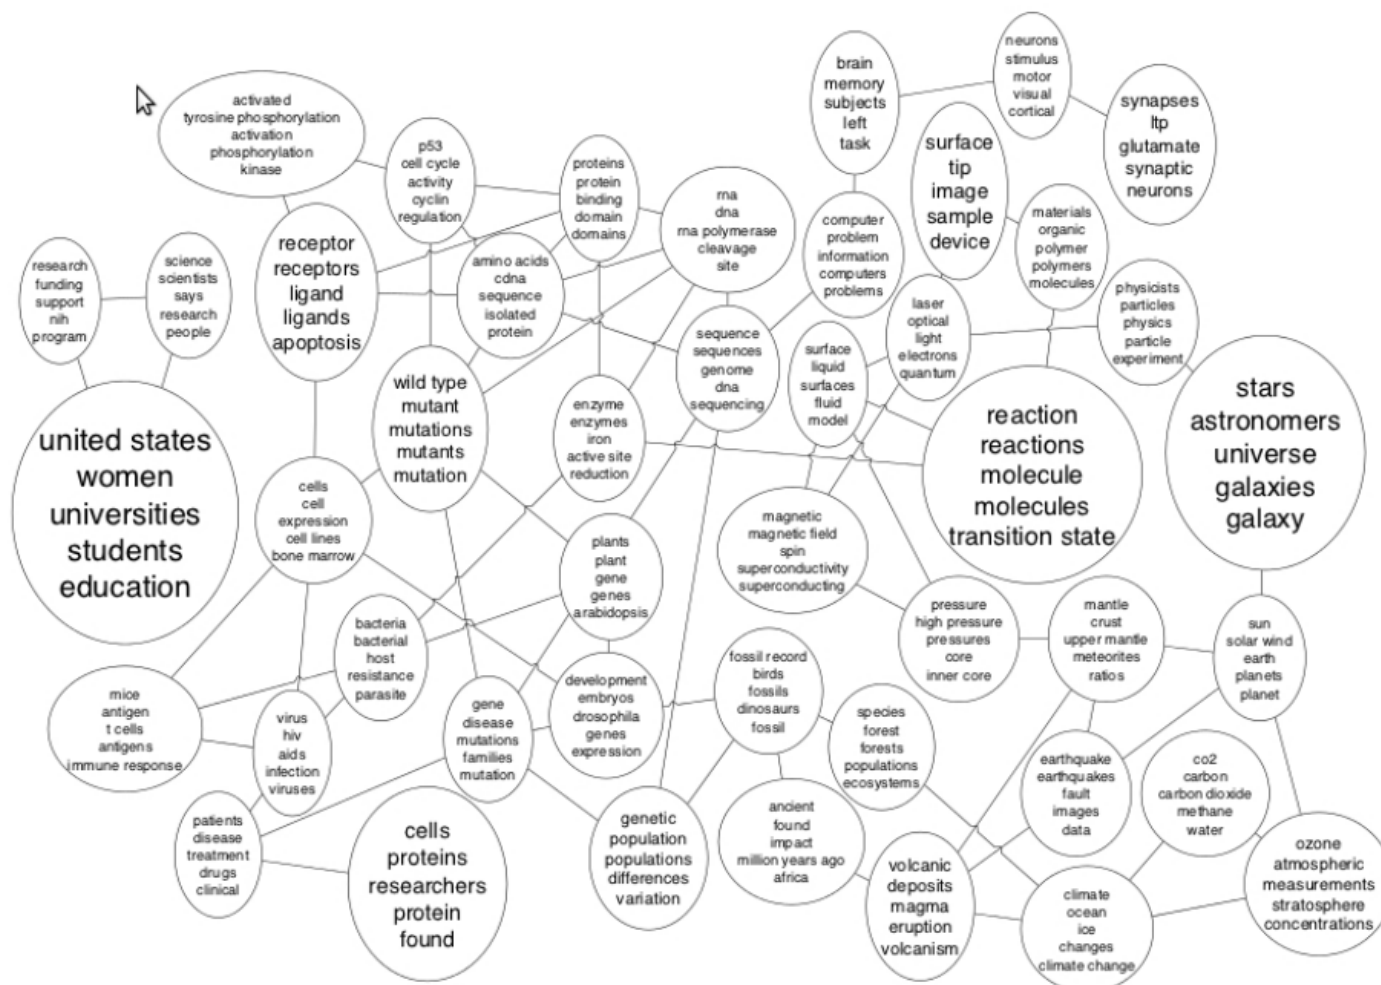 neurons
stimulus
motor
visual
cortical
brain
memory
subjects
left
task
synapses
ltp
glutamate
synaptic
neurons
activated
tyrosine phosphorylation
activation
phosphorylation
kinase
p53
cell cycle
activity
cyclin
regulation
proteins
protein
binding
domain
domains
surface
tip
image
sample
device
rna
dna
rna polymerase
cleavage
site
computer
problem
information
computers
problems
materials
organic
polymer
polymers
molecules
research
funding
support
nih
program
science
scientists
says
research
people
receptor
receptors
ligand
ligands
apoptosis
amino acids
cdna
sequence
isolated
protein
laser
optical
light
electrons
quantum
physicists
particles
physics
particle
experiment
sequence
sequences
genome
dna
sequencing
surface
liquid
surfaces
fluid
model
wild type
mutant
mutations
mutants
mutation
enzyme
enzymes
iron
active site
reduction
reaction
reactions
molecule
molecules
transition state
stars
astronomers
universe
galaxies
galaxy
united states
women
universities
students
education
cells
cell
expression
cell lines
bone marrow
magnetic
magnetic field
spin
superconductivity
superconducting
plants
plant
gene
genes
arabidopsis
pressure
high pressure
pressures
core
inner core
mantle
crust
upper mantle
meteorites
ratios
sun
solar wind
earth
planets
planet
bacteria
bacterial
host
resistance
parasite
fossil record
birds
fossils
dinosaurs
fossil
mice
antigen
t cells
antigens
immune response
virus
hiv
aids
infection
viruses
gene
disease
mutations
families
mutation
development
embryos
drosophila
genes
expression
species
forest
forests
populations
ecosystems
earthquake
earthquakes
fault
images
data
co2
carbon
carbon dioxide
methane
water
patients
disease
treatment
drugs
clinical
cells
proteins
researchers
protein
found
genetic
population
populations
differences
variation
ancient
found
impact
million years ago
africa
volcanic
deposits
magma
eruption
volcanism
climate
ocean
ice
changes
climate change
ozone
atmospheric
measurements
stratosphere
concentrations